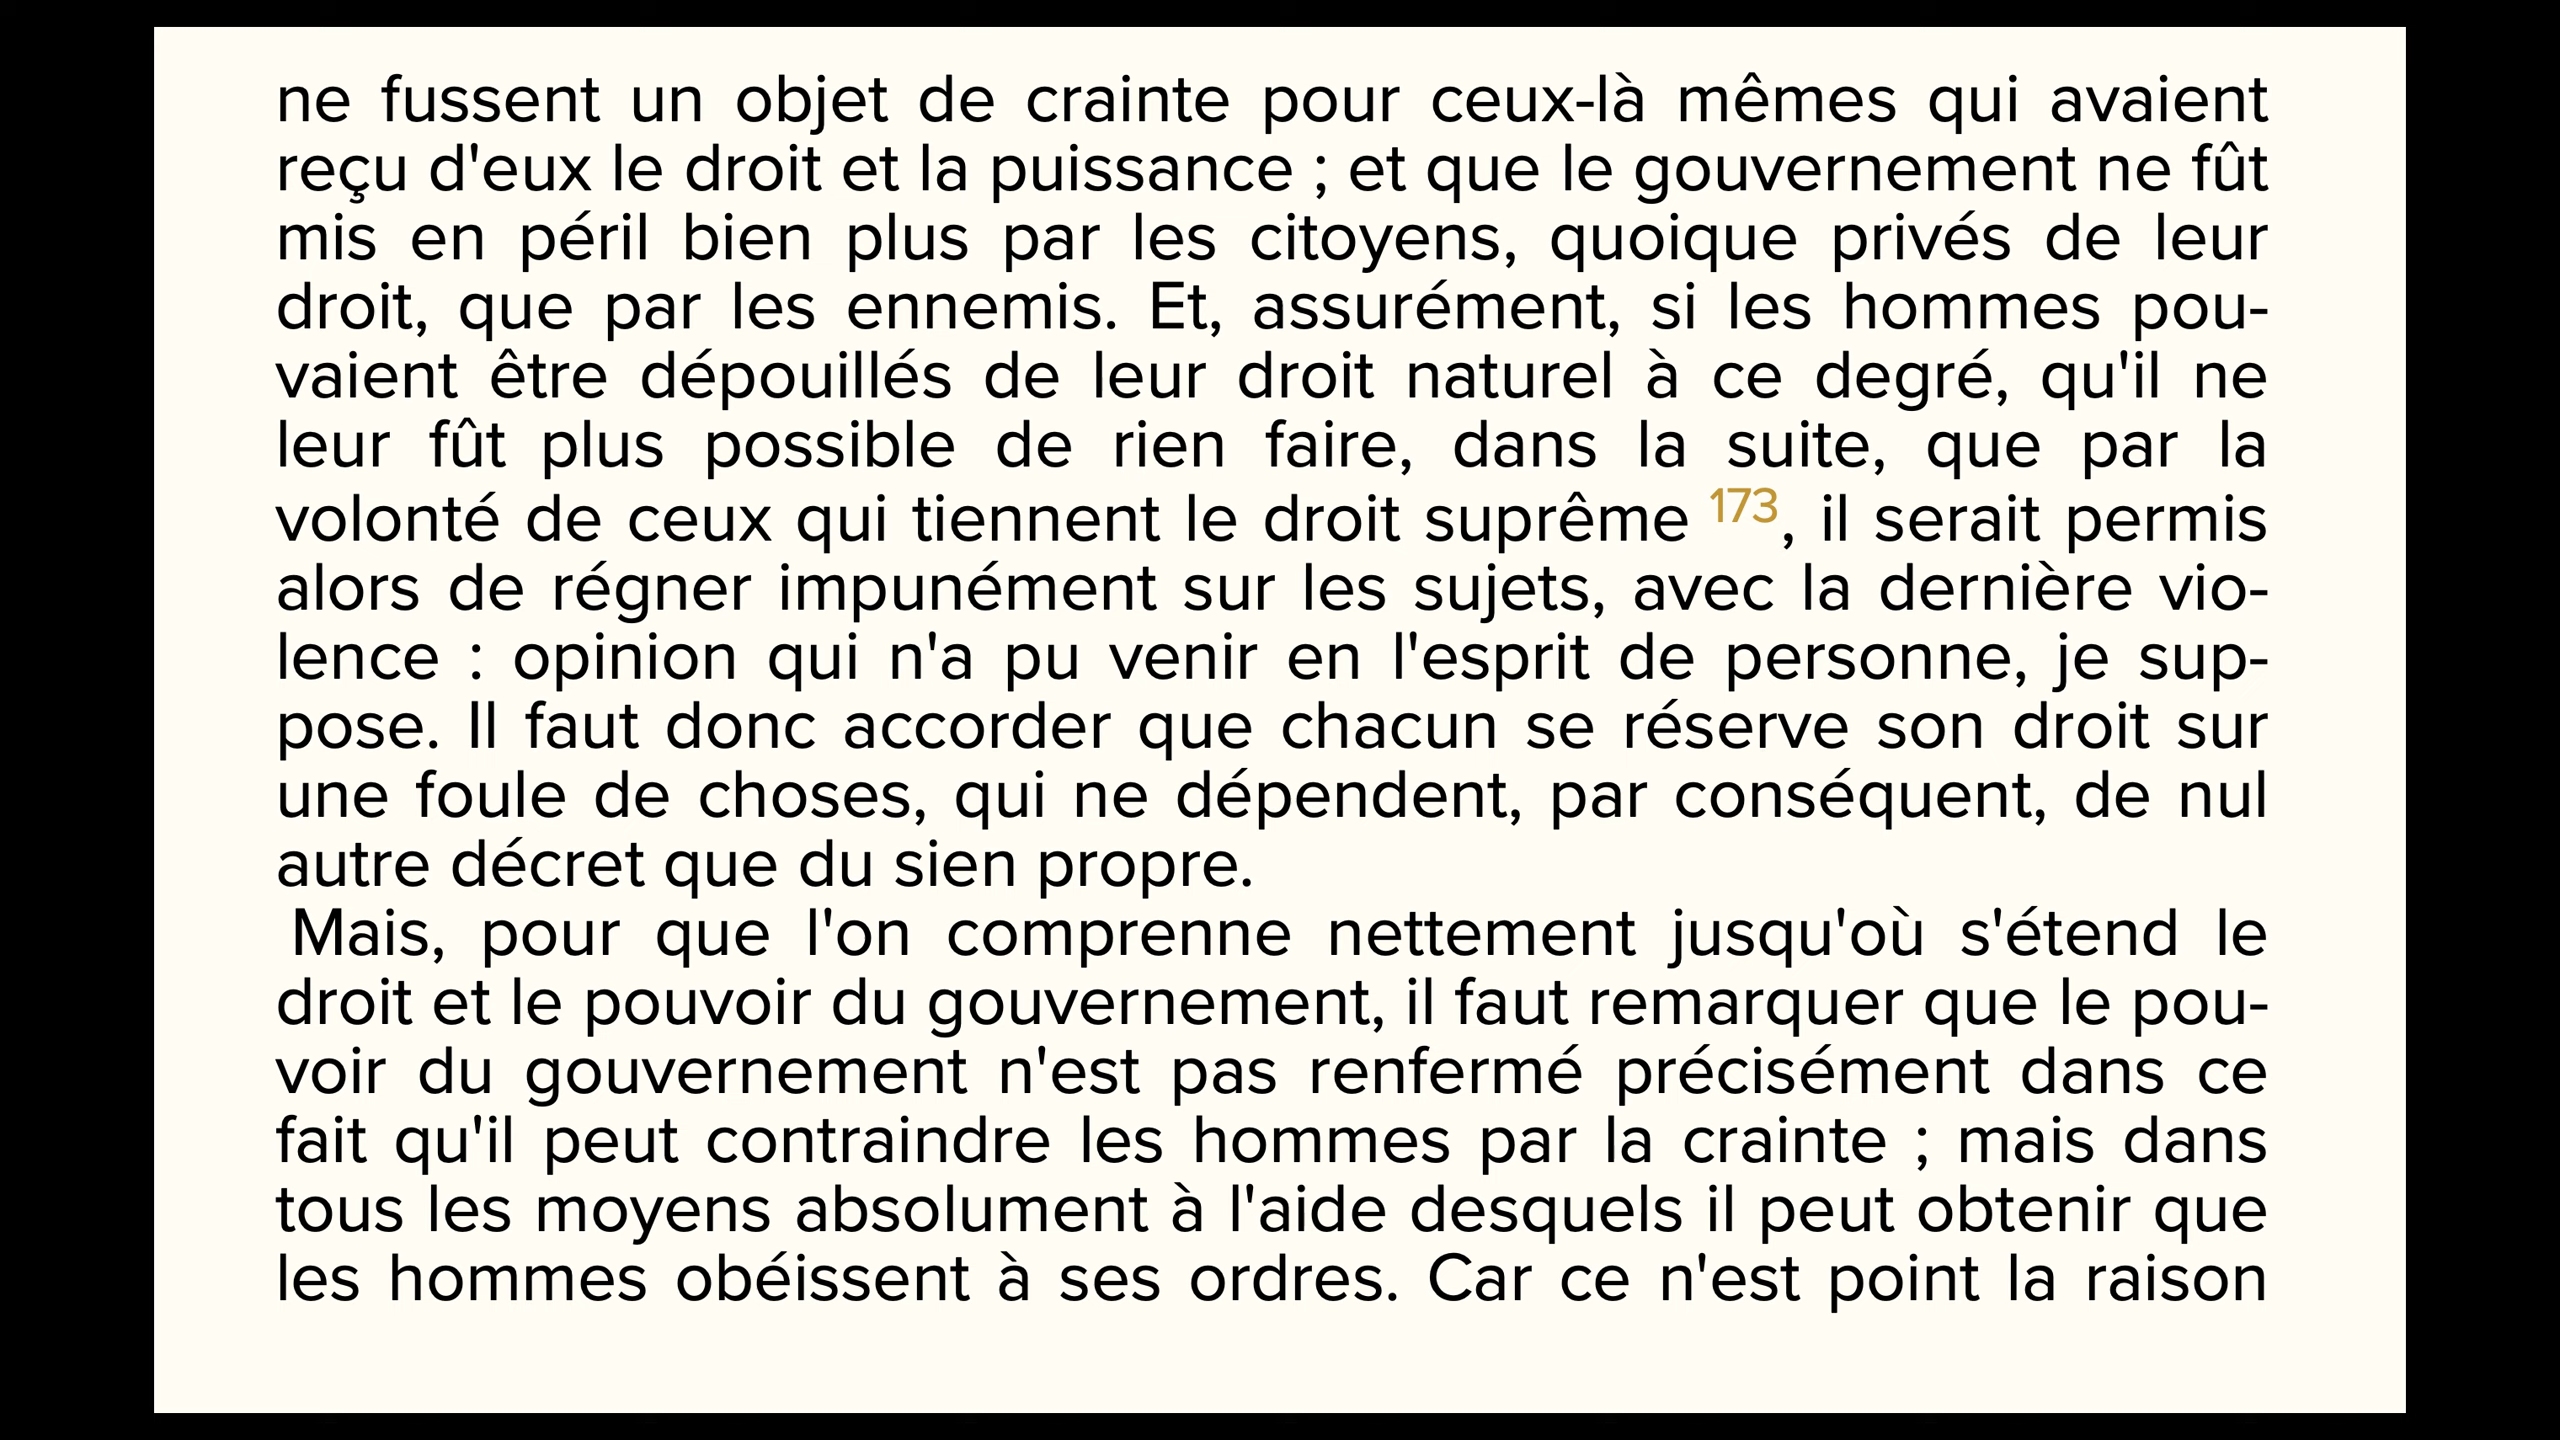 ne fussent un objet de crainte pour ceux-là mêmes qui avaient
reçu d'eux le droit et la puissance ; et que le gouvernement ne fût
mis en péril bien plus par les citoyens, quoique privés de leur
droit, que par les ennemis. Et, assurément, si les hommes pou-
vaient être dépouillés de leur droit naturel à ce degré, qu'il ne
leur fût plus possible de rien faire, dans la suite, que par la
volonté de ceux qui tiennent le droit suprême 173, il serait permis
alors de régner impunément sur les sujets, avec la dernière vio-
lence : opinion qui n'a pu venir en l'esprit de personne, je sup-
pose. Il faut donc accorder que chacun se réserve son droit sur
une foule de choses, qui ne dépendent, par conséquent, de nul
autre décret que du sien propre.
Mais, pour que l'on comprenne nettement jusqu'où s'étend le
droit et le pouvoir du gouvernement, il faut remarquer que le pou-
voir du gouvernement n'est pas renfermé précisément dans ce
fait qu'il peut contraindre les hommes par la crainte ; mais dans
tous les moyens absolument à l'aide desquels il peut obtenir que
les hommes obéissent à ses ordres. Car ce n'est point la raison